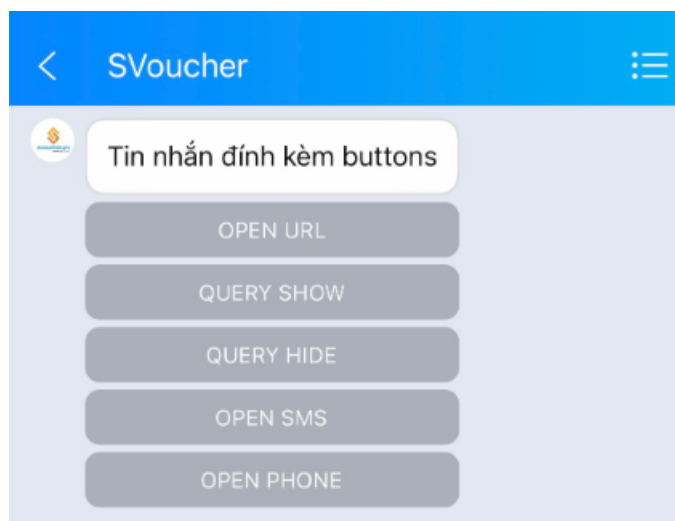 SVoucher
Tin nhắn đính kèm buttons
OPEN URL
QUERY SHOW
QUERY HIDE
OPEN SMS
OPEN PHONE